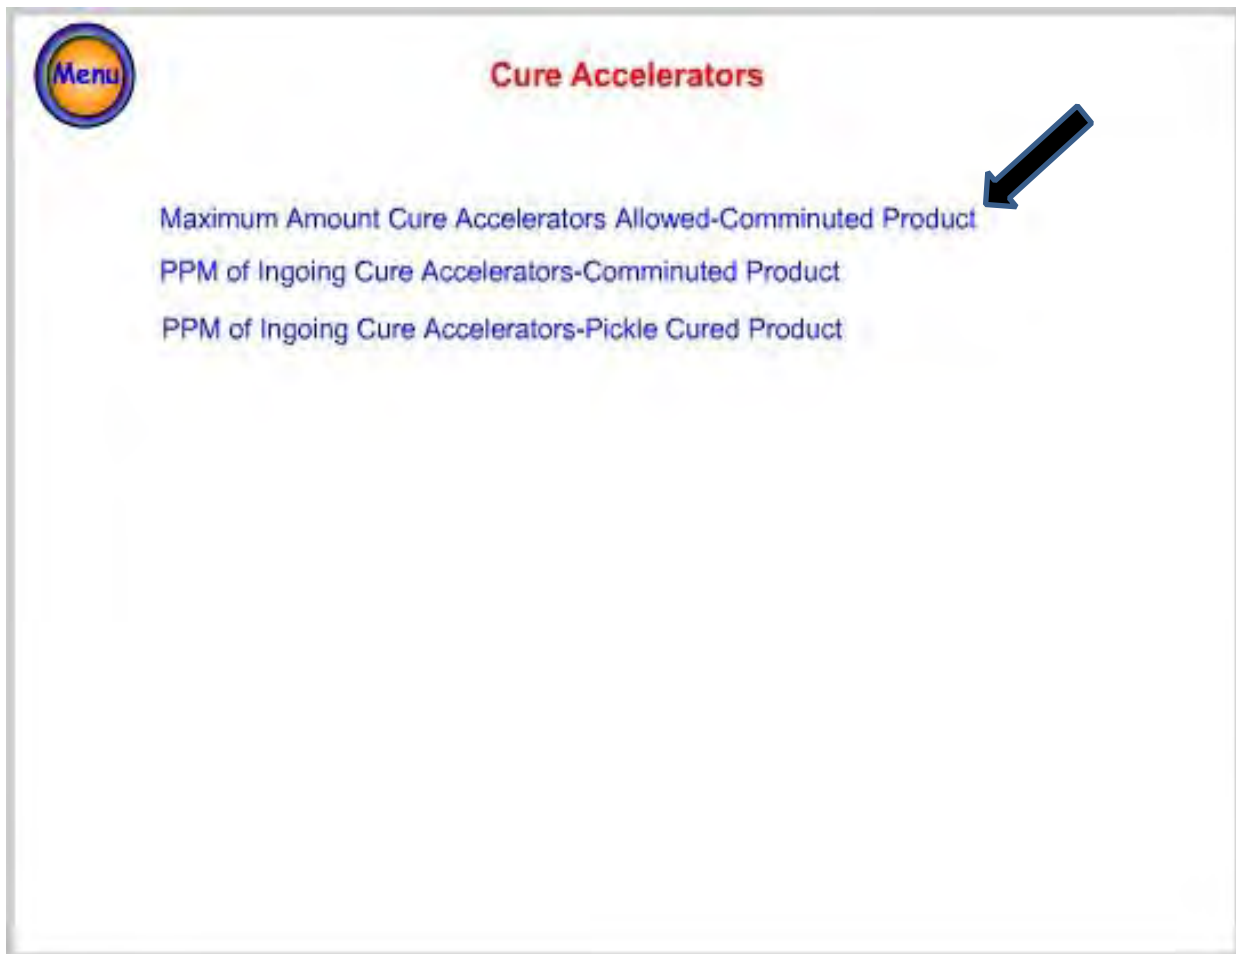 Menu
Cure Accelerators
Maximum Amount Cure Accelerators Allowed-Comminuted Product
PPM of Ingoing Cure Accelerators-Comminuted Product
PPM of Ingoing Cure Accelerators-Pickle Cured Product